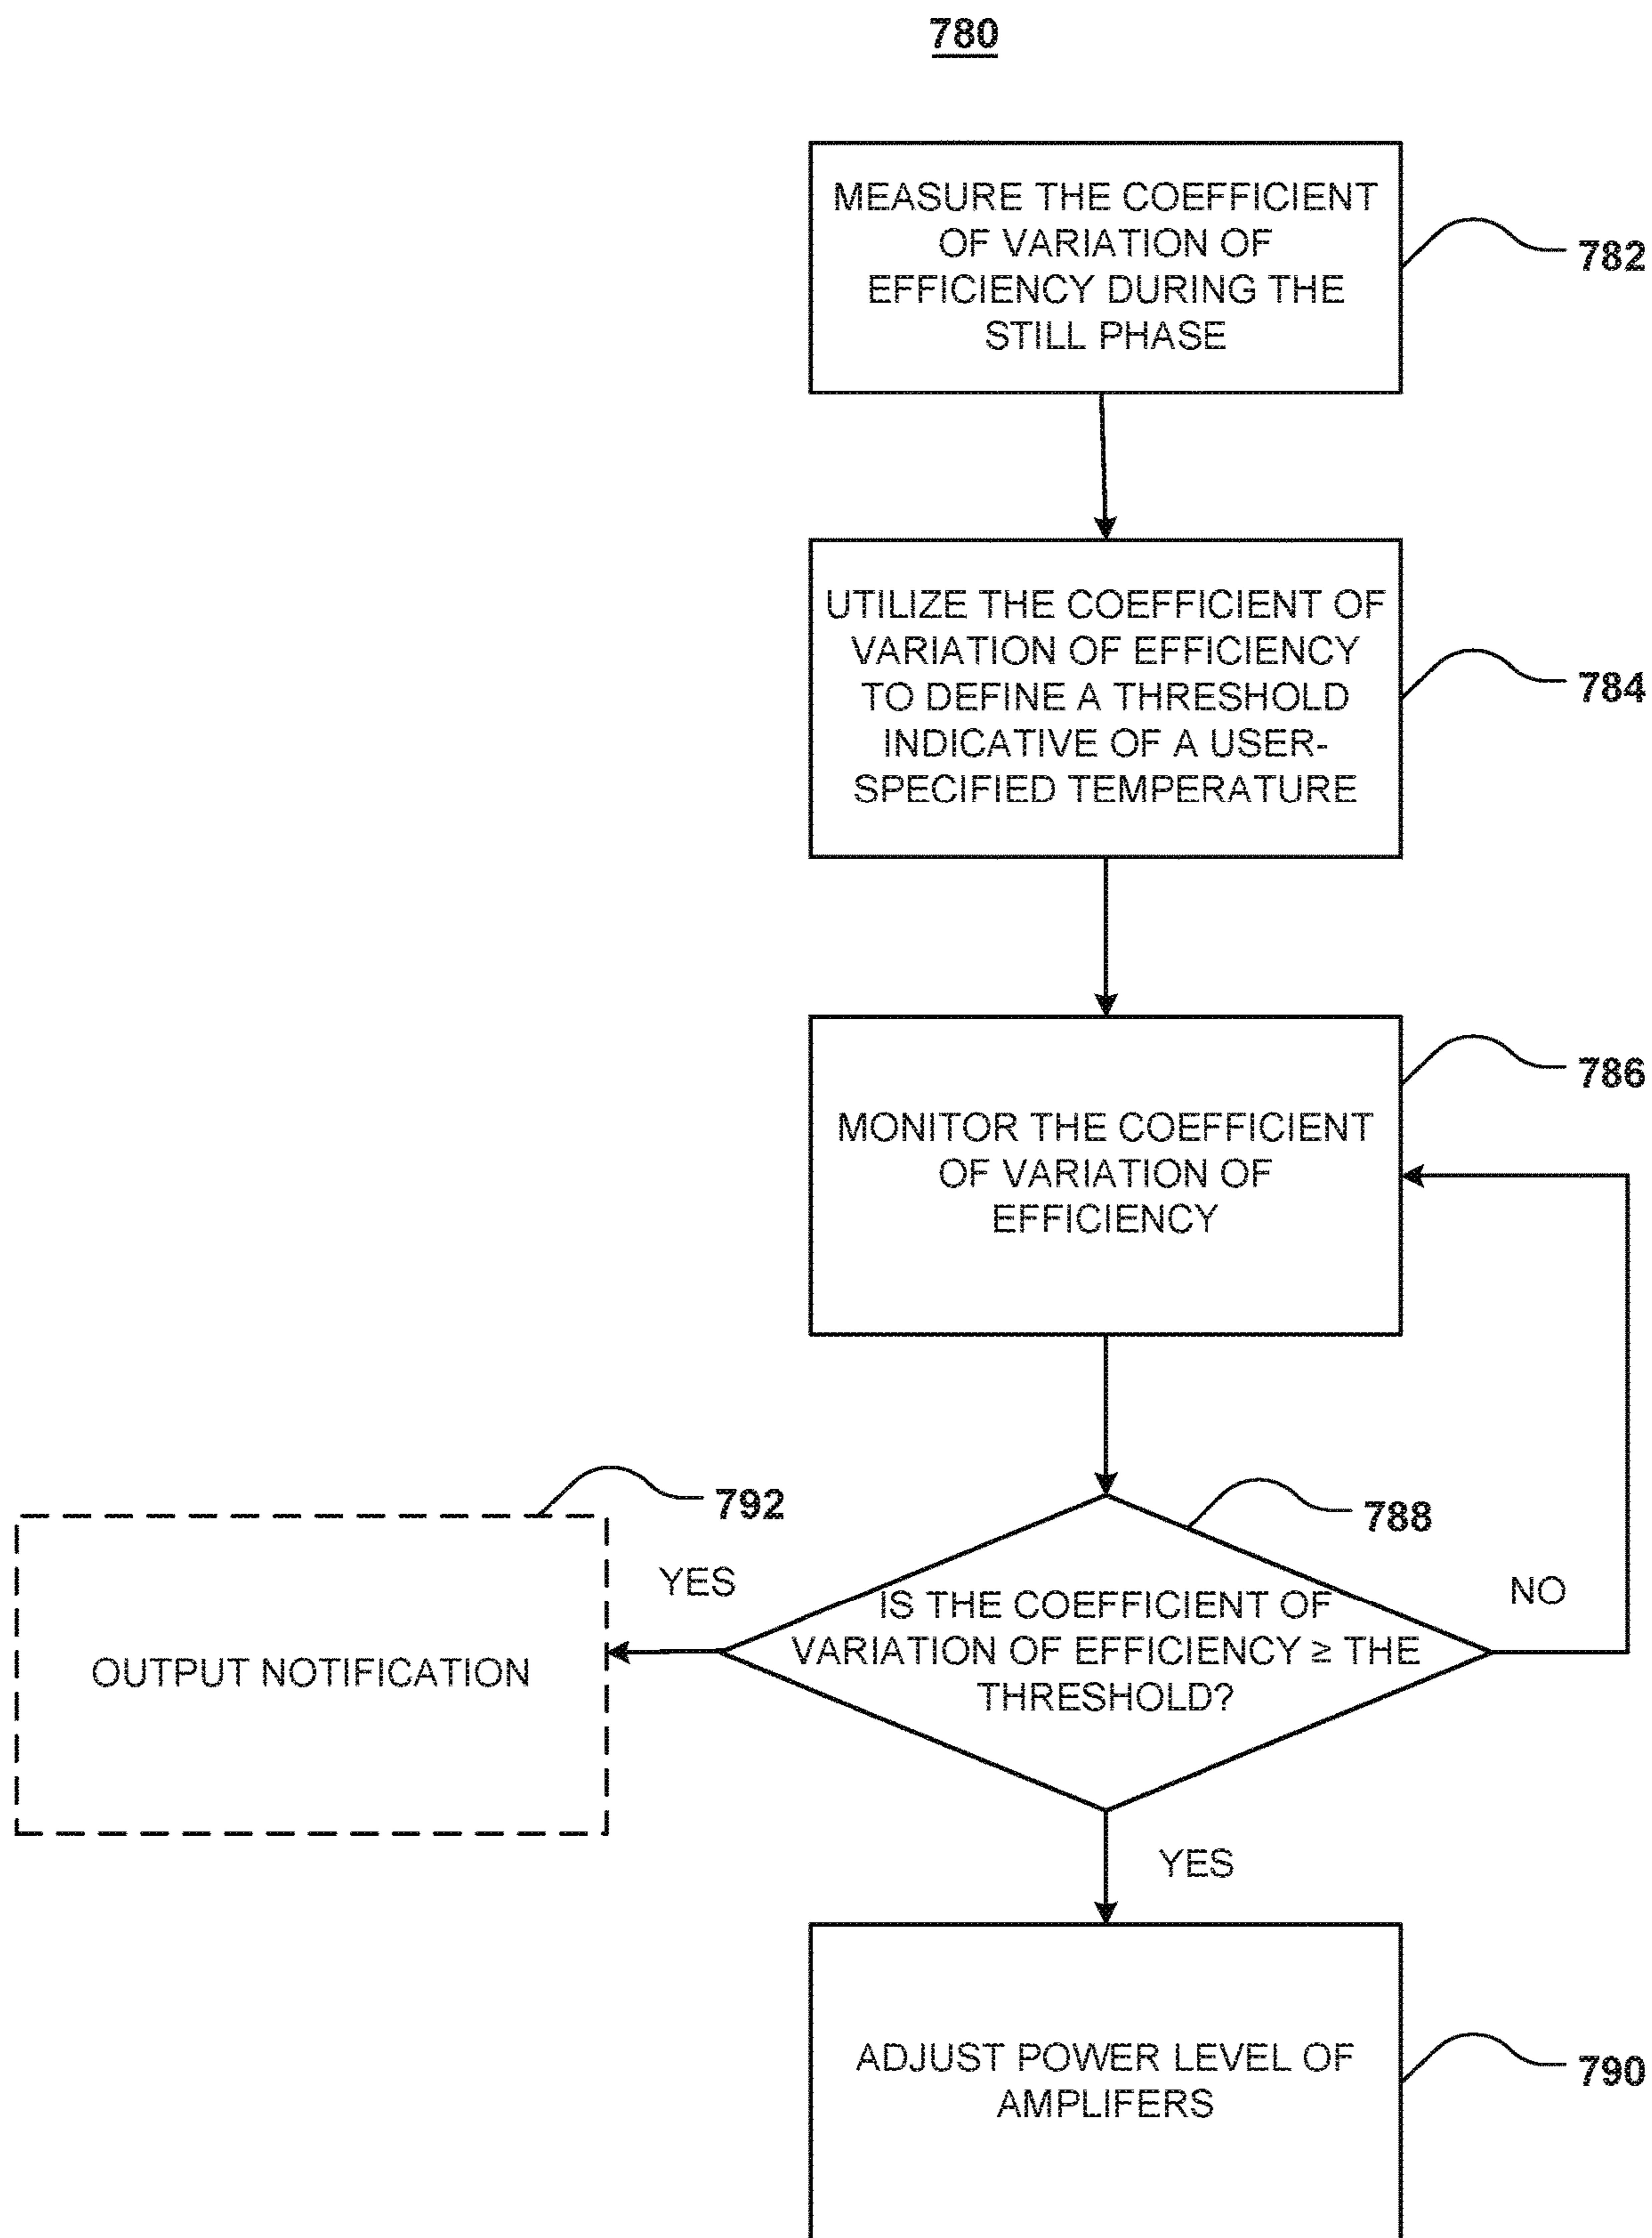 780
MEASURE THE COEFFICIENT
OF VARIATION OF
EFFICIENCY DURING THE
STILL PHASE
782
UTILIZE THE COEFFICIENT OF
VARIATION OF EFFICIENCY
TO DEFINE A THRESHOLD
INDICATIVE OF A USER-
SPECIFIED TEMPERATURE
784
MONITOR THE COEFFICIENT
OF VARIATION OF
EFFICIENCY
786
IS THE COEFFICIENT OF
VARIATION OF EFFICIENCY ≥ THE
THRESHOLD?
788
NO
YES
OUTPUT NOTIFICATION
792
YES
ADJUST POWER LEVEL OF
AMPLIFERS
790